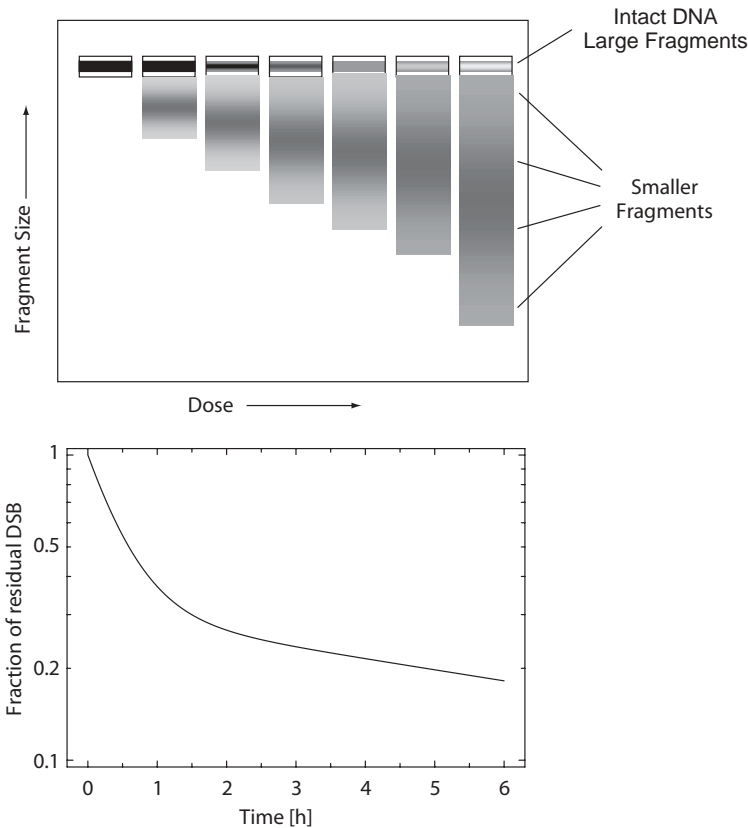 Intact DNA
Large Fragments
Fragment Size
Smaller
Fragments
Dose
1
0.5
0.2
0.1
Fraction of residual DSB
0 1 2 3 4 5 6
Time [h]